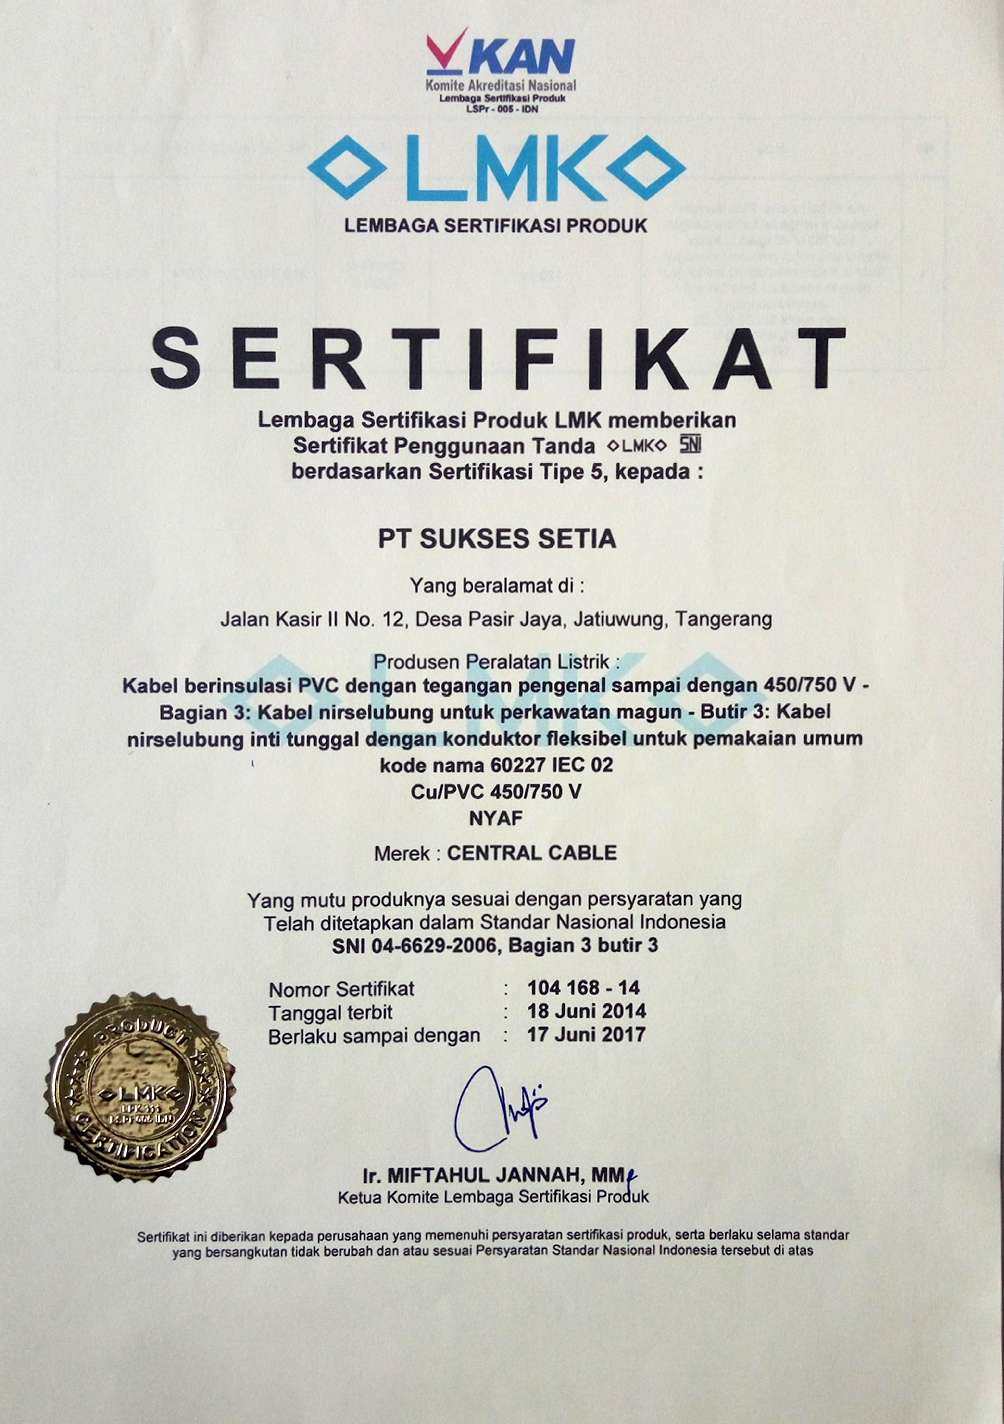 KAN
Komite Akreditasi Nasional
Lembaga Sertifikasi Produk
LSPr - 005 - IDN
LMK
LEMBAGA SERTIFIKASI PRODUK
SERTIFIKAT
Lembaga Sertifikasi Produk LMK memberikan
Sertifikat Penggunaan Tanda LMK SNI
berdasarkan Sertifikasi Tipe 5, kepada :
PT SUKSES SETIA
Yang beralamat di :
Jalan Kasir II No. 12, Desa Pasir Jaya, Jatiuwung, Tangerang
Produsen Peralatan Listrik :
Kabel berinsulasi PVC dengan tegangan pengenal sampai dengan 450/750 V -
Bagian 3: Kabel nirselubung untuk perkawatan magun - Butir 3: Kabel
nirselubung inti tunggal dengan konduktor fleksibel untuk pemakaian umum
kode nama 60227 IEC 02
Cu/PVC 450/750 V
NYAF
Merek : CENTRAL CABLE
Yang mutu produknya sesuai dengan persyaratan yang
Telah ditetapkan dalam Standar Nasional Indonesia
SNI 04-6629-2006, Bagian 3 butir 3
Nomor Sertifikat : 104 168 - 14
Tanggal terbit : 18 Juni 2014
Berlaku sampai dengan : 17 Juni 2017
PRODUCT
LMK
CERTIFICATION
Ir. MIFTAHUL JANNAH, MM
Ketua Komite Lembaga Sertifikasi Produk
Sertifikat ini diberikan kepada perusahaan yang memenuhi persyaratan sertifikasi produk, serta berlaku selama standar
yang bersangkutan tidak berubah dan atau sesuai Persyaratan Standar Nasional Indonesia tersebut di atas